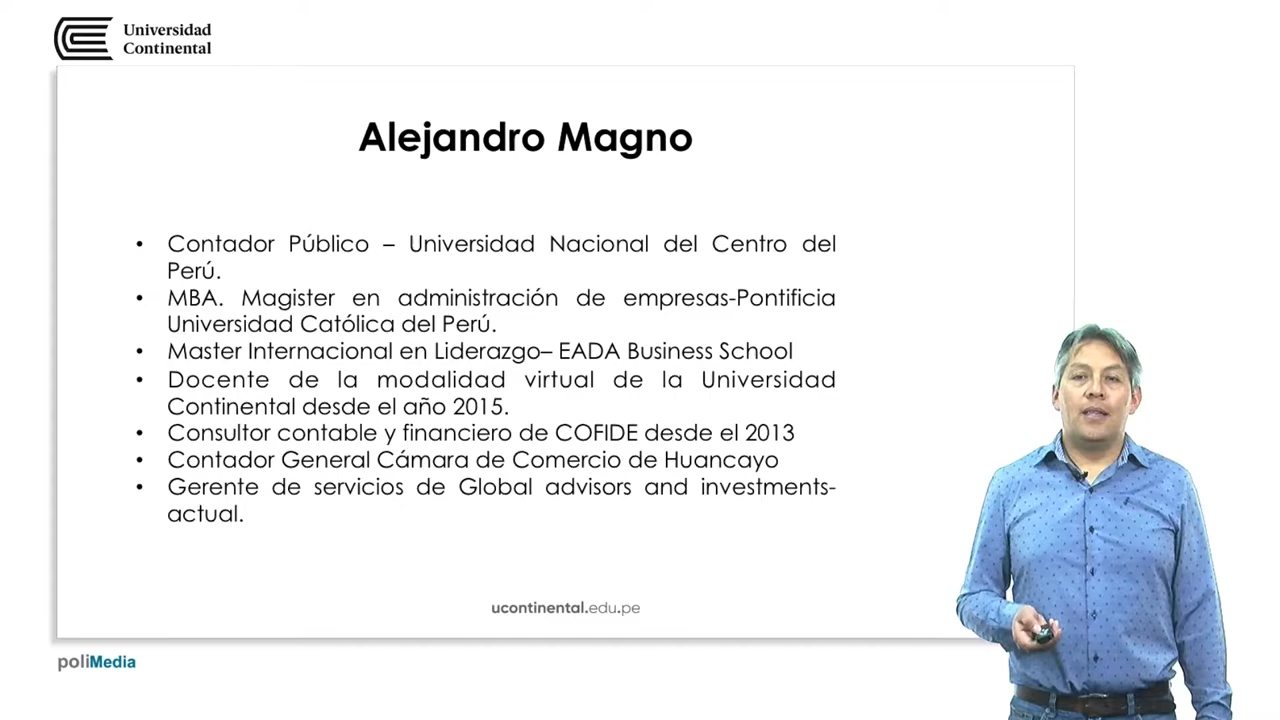 Universidad
Continental
Alejandro Magno
• Contador Público – Universidad Nacional del Centro del
Perú.
• MBA. Magister en administración de empresas-Pontificia
Universidad Católica del Perú.
• Master Internacional en Liderazgo– EADA Business School
• Docente de la modalidad virtual de la Universidad
Continental desde el año 2015.
• Consultor contable y financiero de COFIDE desde el 2013
• Contador General Cámara de Comercio de Huancayo
• Gerente de servicios de Global advisors and investments-
actual.
ucontinental.edu.pe
poliMedia